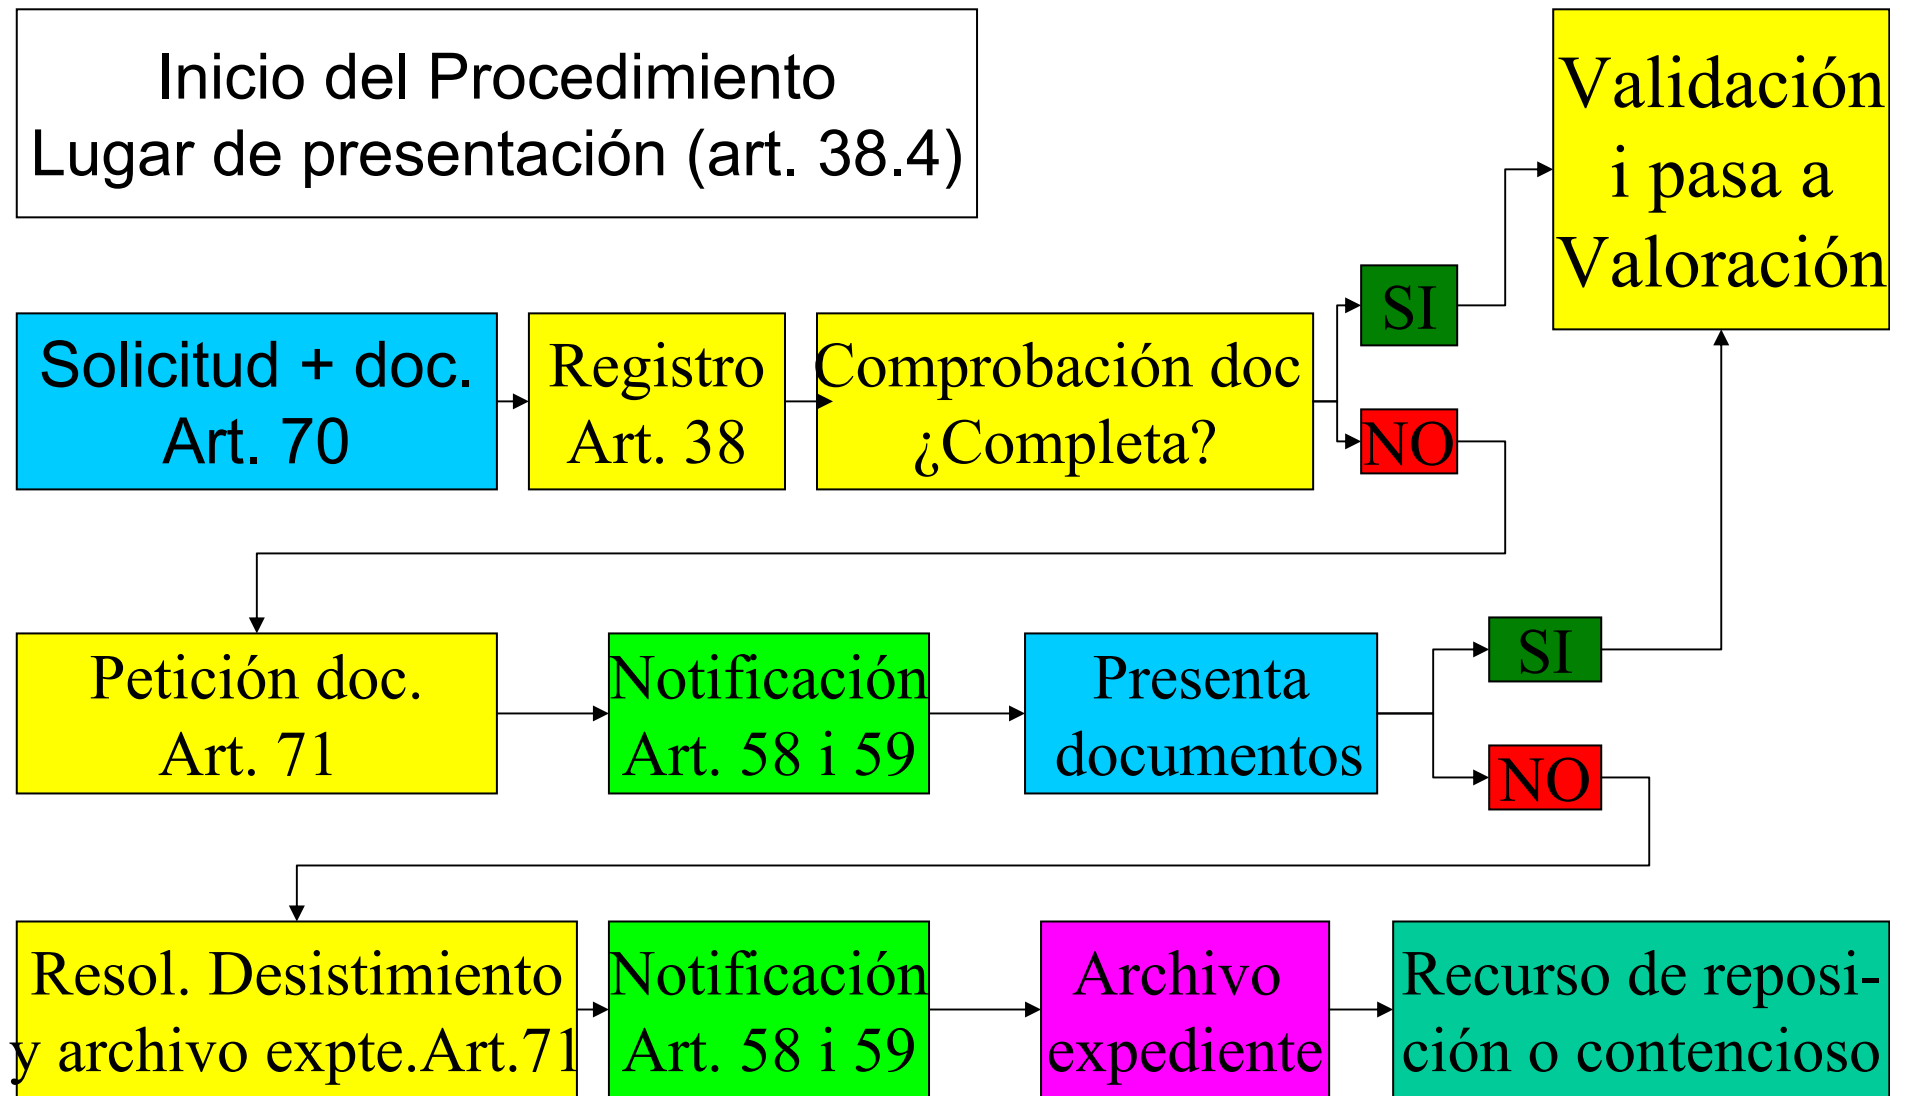 Inicio del Procedimiento
Lugar de presentación (art. 38.4)
Validación
i pasa a
Valoración
Solicitud + doc.
Art. 70
Registro
Art. 38
Comprobación doc
¿Completa?
SI
NO
Petición doc.
Art. 71
Notificación
Art. 58 i 59
Presenta
documentos
SI
NO
Resol. Desistimiento
y archivo expte.Art.71
Notificación
Art. 58 i 59
Archivo
expediente
Recurso de reposi-
ción o contencioso